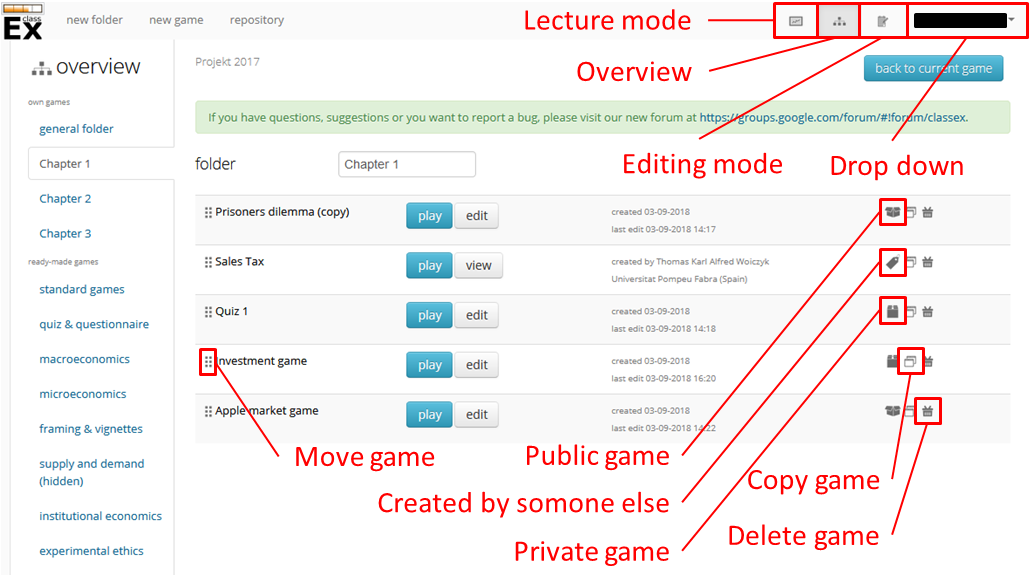 class
Ex
new folder
new game
repository
Lecture mode
overview
Projekt 2017
Overview
back to current game
own games
general folder
If you have questions, suggestions or you want to report a bug, please visit our new forum at https://groups.google.com/forum/#!forum/classex.
Editing mode
Drop down
Chapter 1
folder
Chapter 1
Chapter 2
Prisoners dilemma (copy)
play
edit
created 03-09-2018
last edit 03-09-2018 14:17
Chapter 3
ready-made games
Sales Tax
play
view
created by Thomas Karl Alfred Woiczyk
Universitat Pompeu Fabra (Spain)
standard games
quiz & questionnaire
Quiz 1
play
edit
created 03-09-2018
last edit 03-09-2018 14:18
macroeconomics
nvestment game
play
edit
created 03-09-2018
last edit 03-09-2018 16:20
microeconomics
Apple market game
play
edit
created 03-09-2018
last edit 03-09-2018 14:22
framing & vignettes
Move game
Public game
supply and demand
(hidden)
Copy game
Created by somone else
institutional economics
Delete game
Private game
experimental ethics